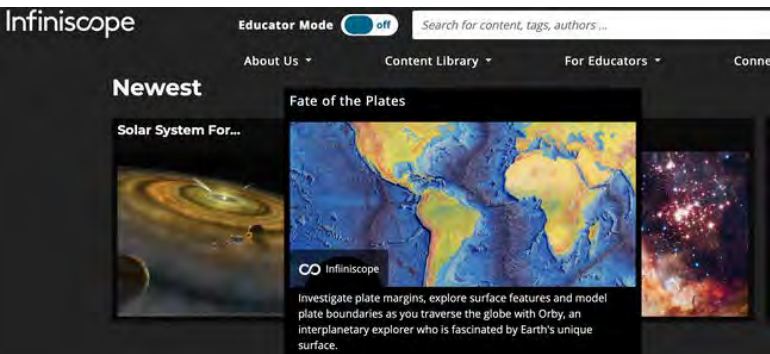 Infiniscope
Educator Mode off Search for content, tags, authors ...
About Us Content Library For Educators Conne
Newest
Fate of the Plates
Solar System For...
Infiiniscope
Investigate plate margins, explore surface features and model
plate boundaries as you traverse the globe with Orby, an
interplanetary explorer who is fascinated by Earth's unique
surface.